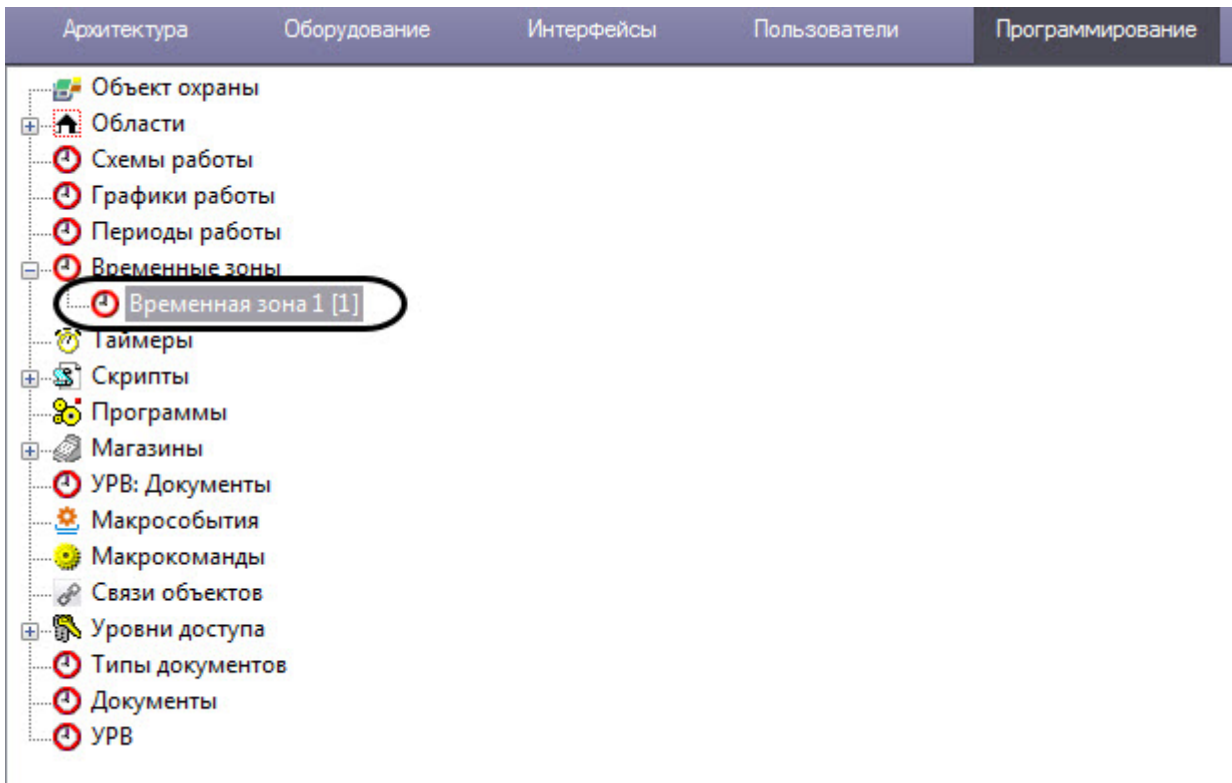 Архитектура Оборудование Интерфейсы Пользователи Программирование
Объект охраны
Области
Схемы работы
Графики работы
Периоды работы
Временные зоны
Временная зона 1 [1]
Таймеры
Скрипты
Программы
Магазины
УРВ: Документы
Макрособытия
Макрокоманды
Связи объектов
Уровни доступа
Типы документов
Документы
УРВ